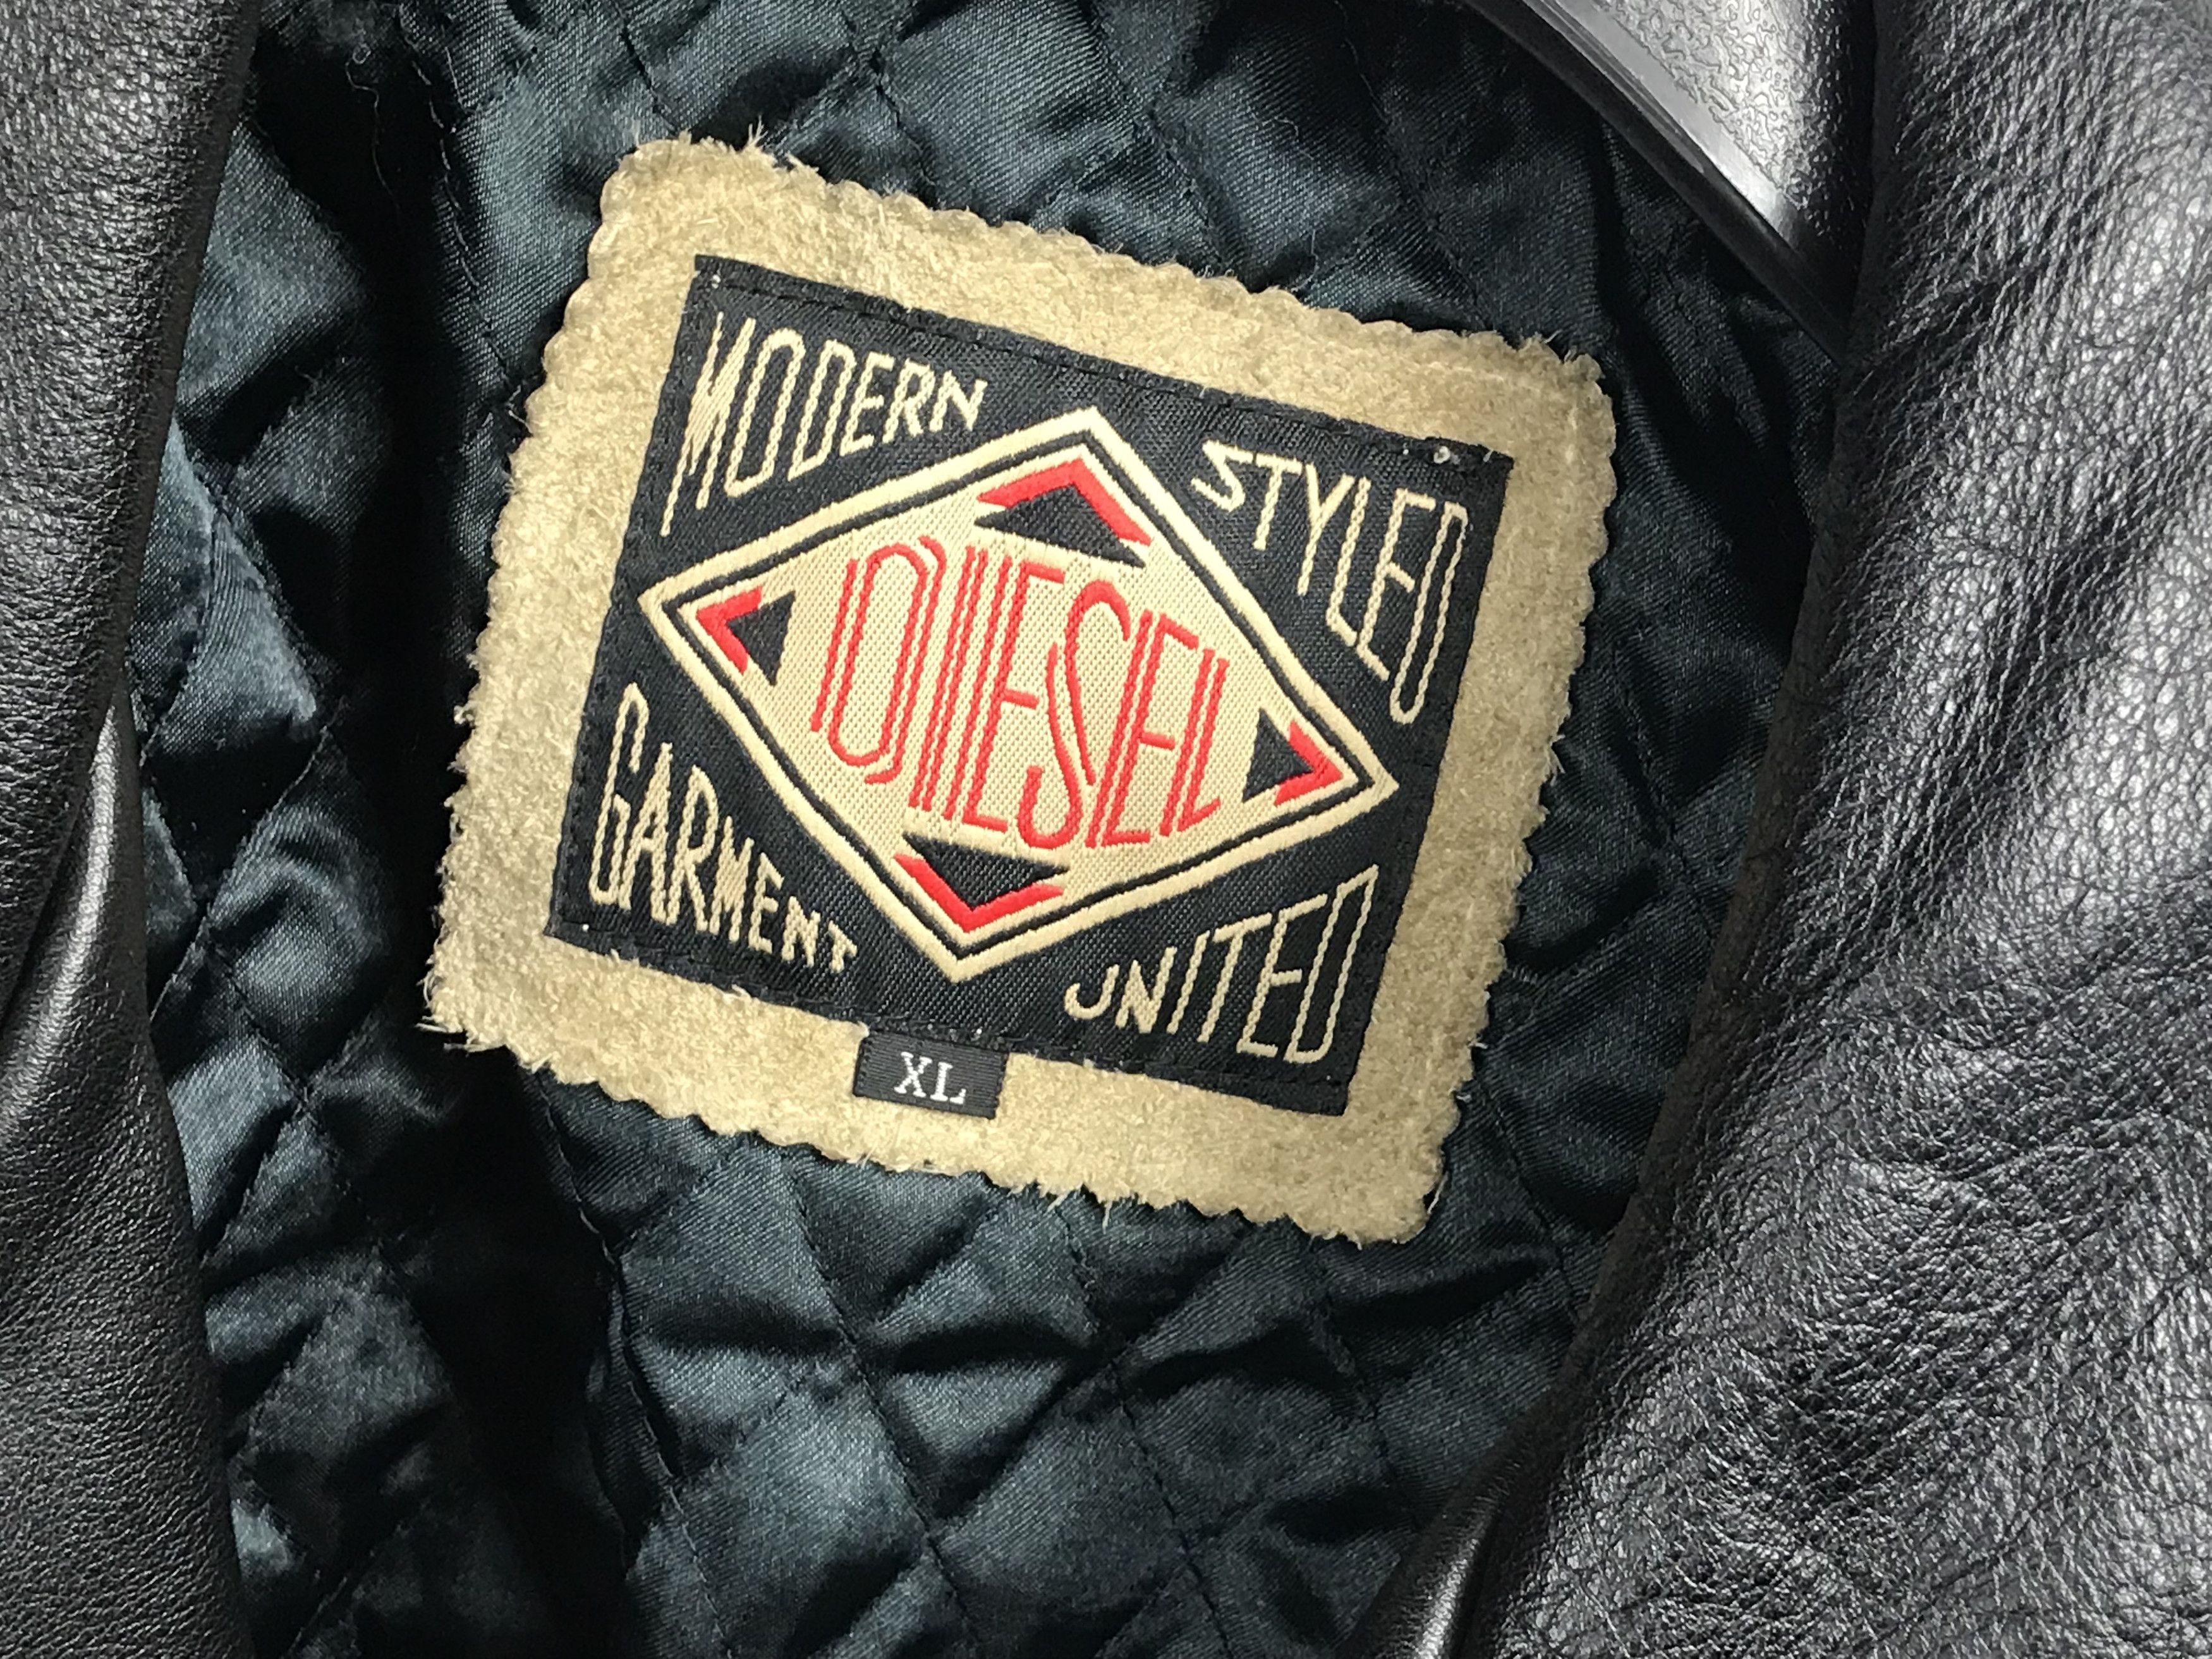 MODERN
STYLED
DIESEL
GARMENT
UNITED
XL